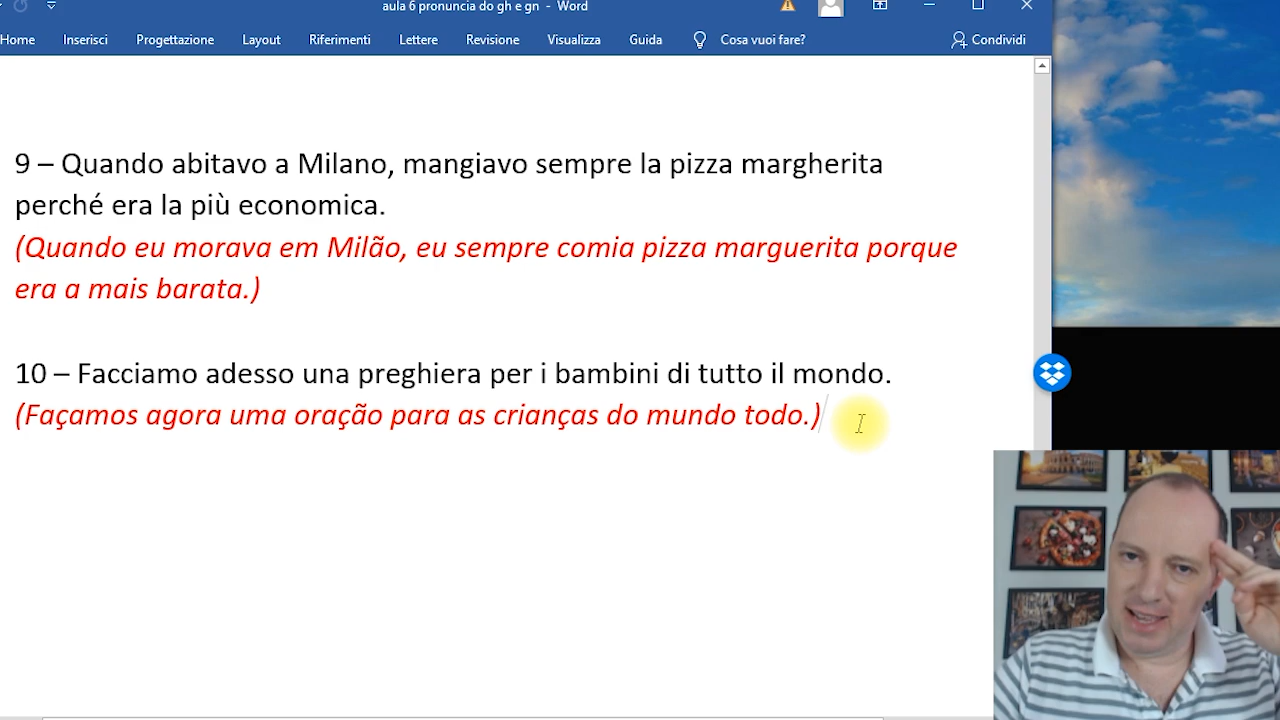 aula 6 pronuncia do gh e gn - Word
Home Inserisci Progettazione Layout Riferimenti Lettere Revisione Visualizza Guida Cosa vuoi fare? Condividi
9 – Quando abitavo a Milano, mangiavo sempre la pizza margherita
perché era la più economica.
(Quando eu morava em Milão, eu sempre comia pizza marguerita porque
era a mais barata.)
10 – Facciamo adesso una preghiera per i bambini di tutto il mondo.
(Façamos agora uma oração para as crianças do mundo todo.)